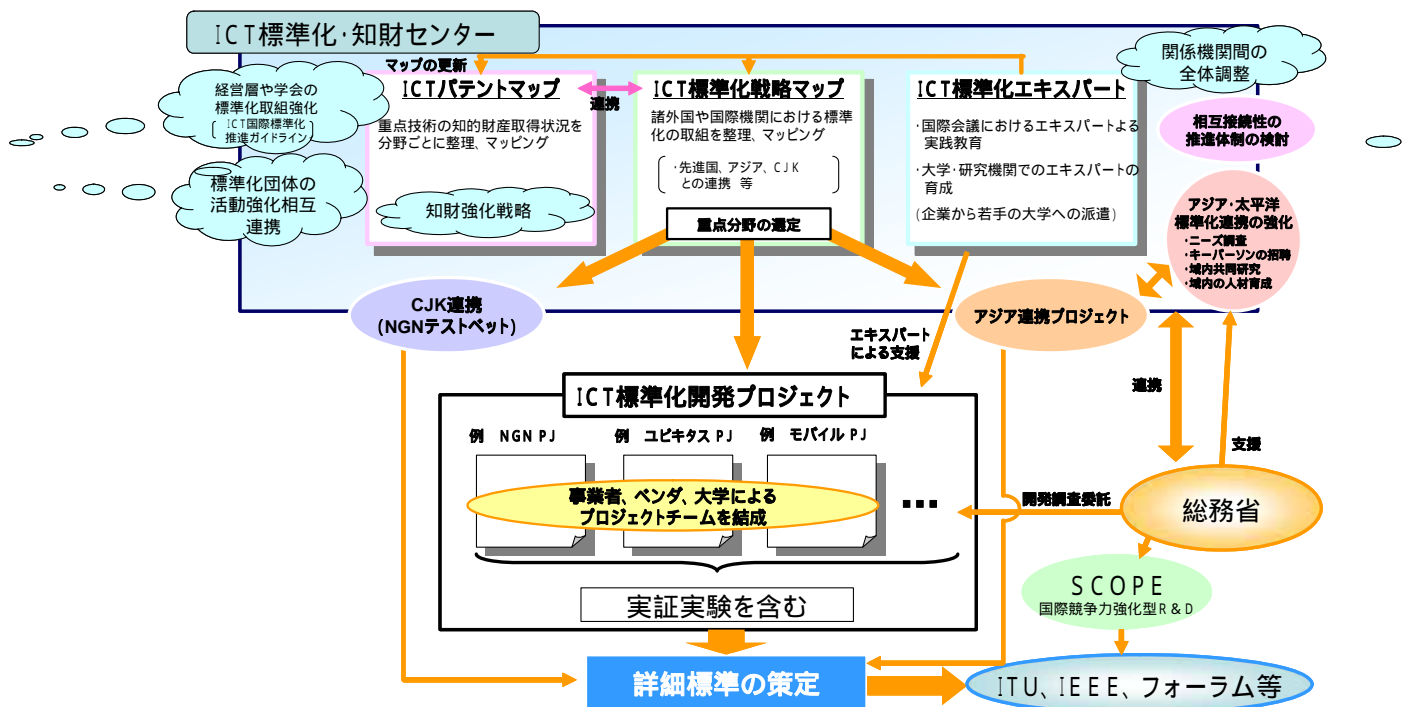 ICT標準化・知財センター
マップの更新
経営層や学会の
標準化取組強化
ICT国際標準化
推進ガイドライン
標準化団体の
活動強化相互
連携
ICTパテントマップ
重点技術の知的財産取得状況を
分野ごとに整理、マッピング
知財強化戦略
連携
ICT標準化戦略マップ
諸外国や国際機関における標準
化の取組を整理、マッピング
・先進国、アジア、CJK
との連携 等
重点分野の選定
ICT標準化エキスパート
・国際会議におけるエキスパートよる
実践教育
・大学・研究機関でのエキスパートの
育成
(企業から若手の大学への派遣)
関係機関間の
全体調整
相互接続性の
推進体制の検討
アジア・太平洋
標準化連携の強化
・ニーズ調査
・キーパーソンの招聘
・域内共同研究
・域内の人材育成
CJK連携
(NGNテストベット)
アジア連携プロジェクト
エキスパート
による支援
連携
支援
ICT標準化開発プロジェクト
例 NGN PJ
例 ユビキタス PJ
例 モバイル PJ
事業者、ベンダ、大学による
プロジェクトチームを結成
…
開発調査委託
総務省
SCOPE
国際競争力強化型R&D
実証実験を含む
詳細標準の策定
ITU、IEEE、フォーラム等